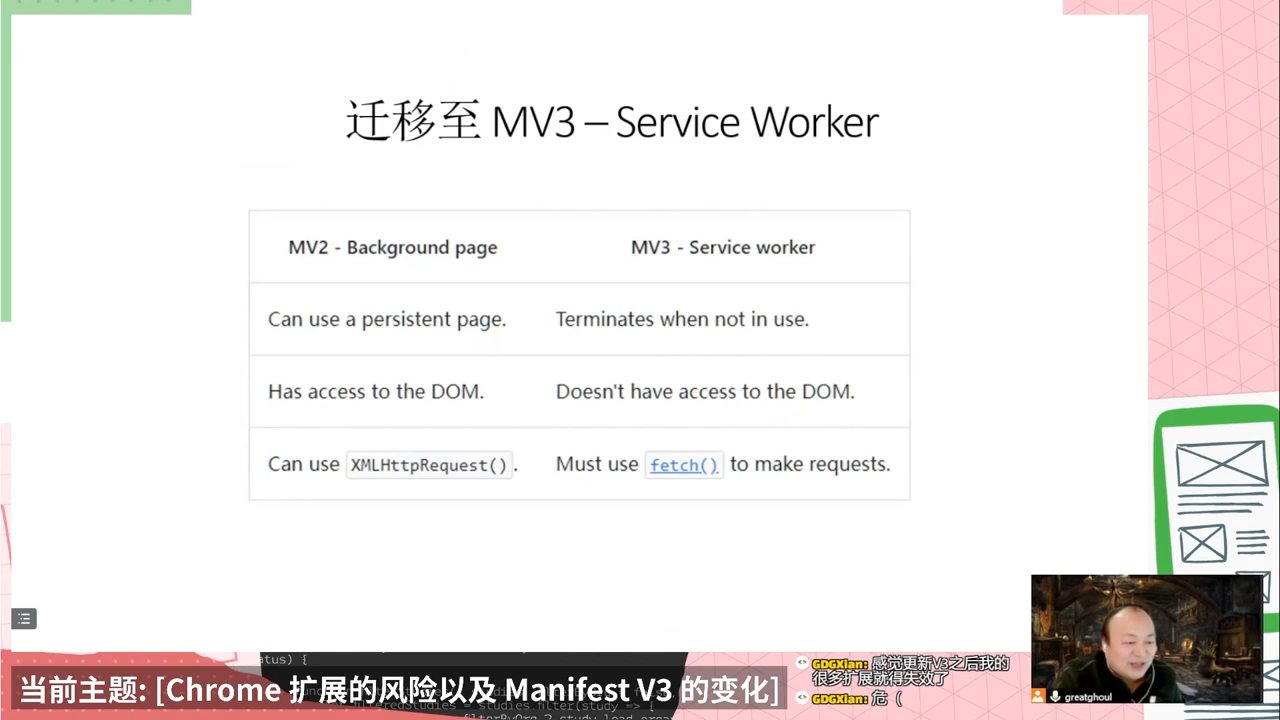 迁移至 MV3 – Service Worker
MV2 - Background page MV3 - Service worker
Can use a persistent page. Terminates when not in use.
Has access to the DOM. Doesn't have access to the DOM.
Can use XMLHttpRequest(). Must use fetch() to make requests.
当前主题: [Chrome 扩展的风险以及 Manifest V3 的变化]
GDGXian: 感觉更新V3之后我的
很多扩展就得失效了
GDGXian: 危（
greatghoul